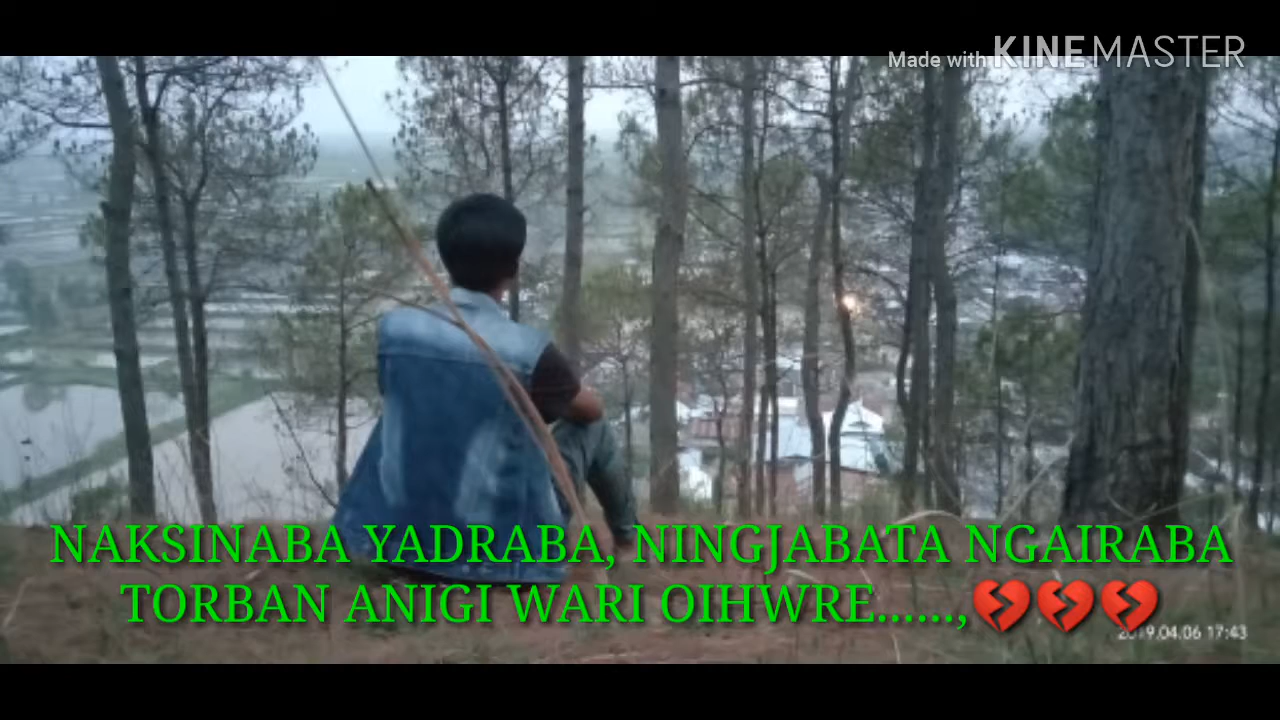 Made with KINEMASTER
NAKSINABA YADRABA, NINGJABATA NGAIRABA
TORBAN ANIGI WARI OIHWRE......,💔💔💔
2019.04.06 17:43